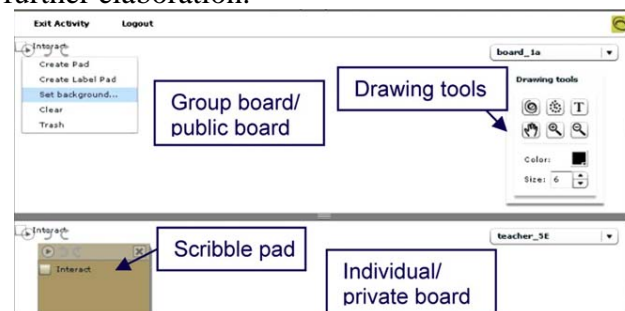 further elaboration.
Exit Activity Logout
Interact
board_1a
Create Pad
Create Label Pad
Set background...
Clear
Trash
Group board/
public board
Drawing tools
Drawing tools
T
Color:
Size: 6
Interact
teacher_5E
Interact
Scribble pad
Individual/
private board